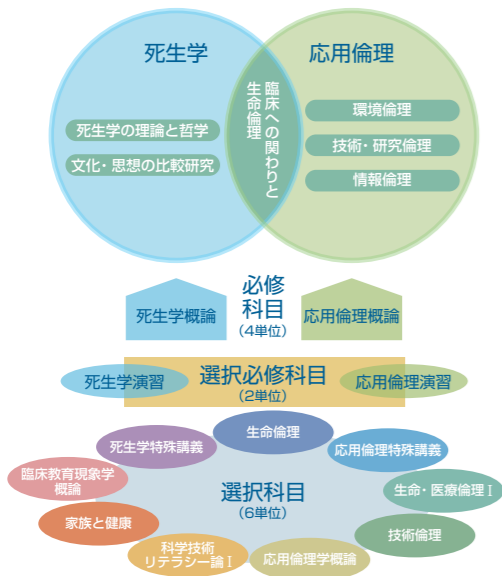 死生学
応用倫理
死生学の理論と哲学
文化・思想の比較研究
臨床への関わりと
生命倫理
環境倫理
技術・研究倫理
情報倫理
必修
科目
(4単位)
死生学概論
応用倫理概論
選択必修科目
(2単位)
死生学演習
応用倫理演習
生命倫理
死生学特殊講義
応用倫理特殊講義
臨床教育現象学
概論
選択科目
(6単位)
生命・医療倫理Ⅰ
家族と健康
技術倫理
科学技術
リテラシー論Ⅰ
応用倫理学概論